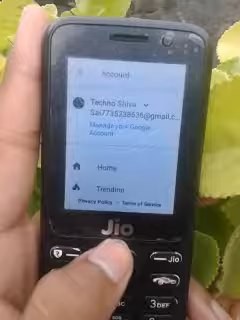 Account
Techno Shiva
Sai7735238636@gmail.c...
Manage your Google
Account
Home
Trending
Privacy Policy • Terms of Service
Jio
Jio
3DEF